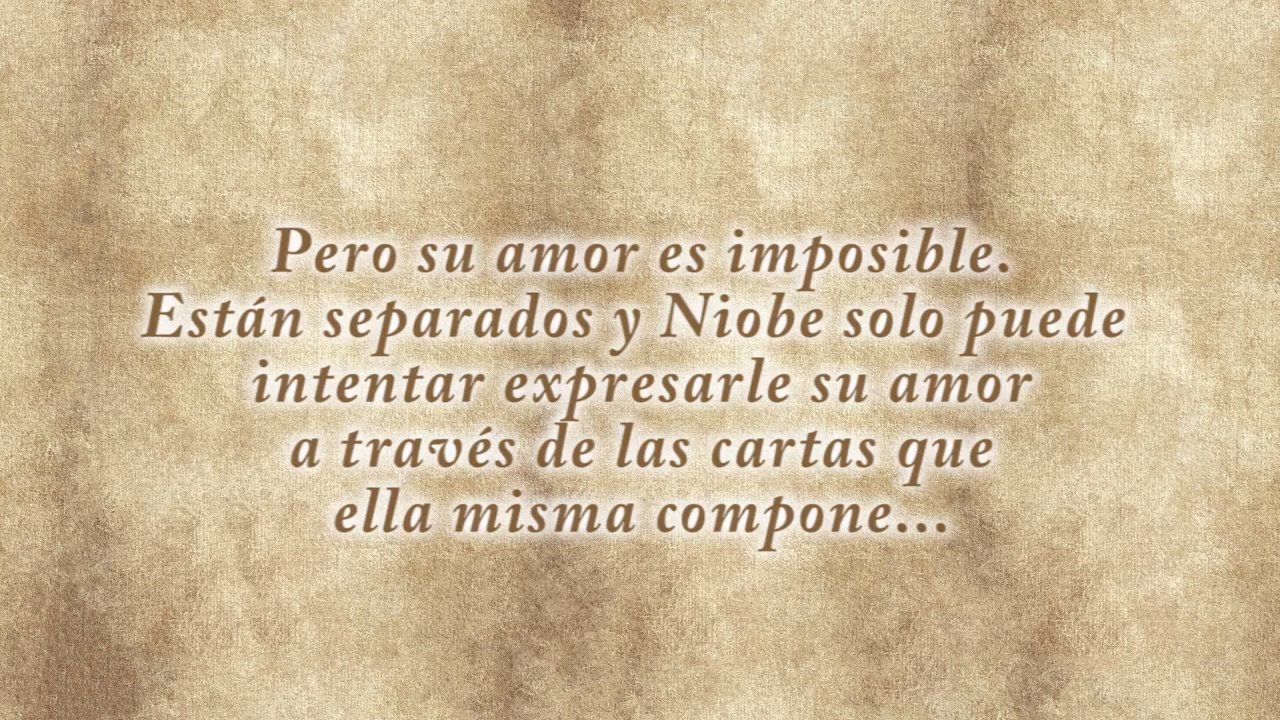 Pero su amor es imposible.
Están separados y Niobe solo puede
intentar expresarle su amor
a través de las cartas que
ella misma compone...